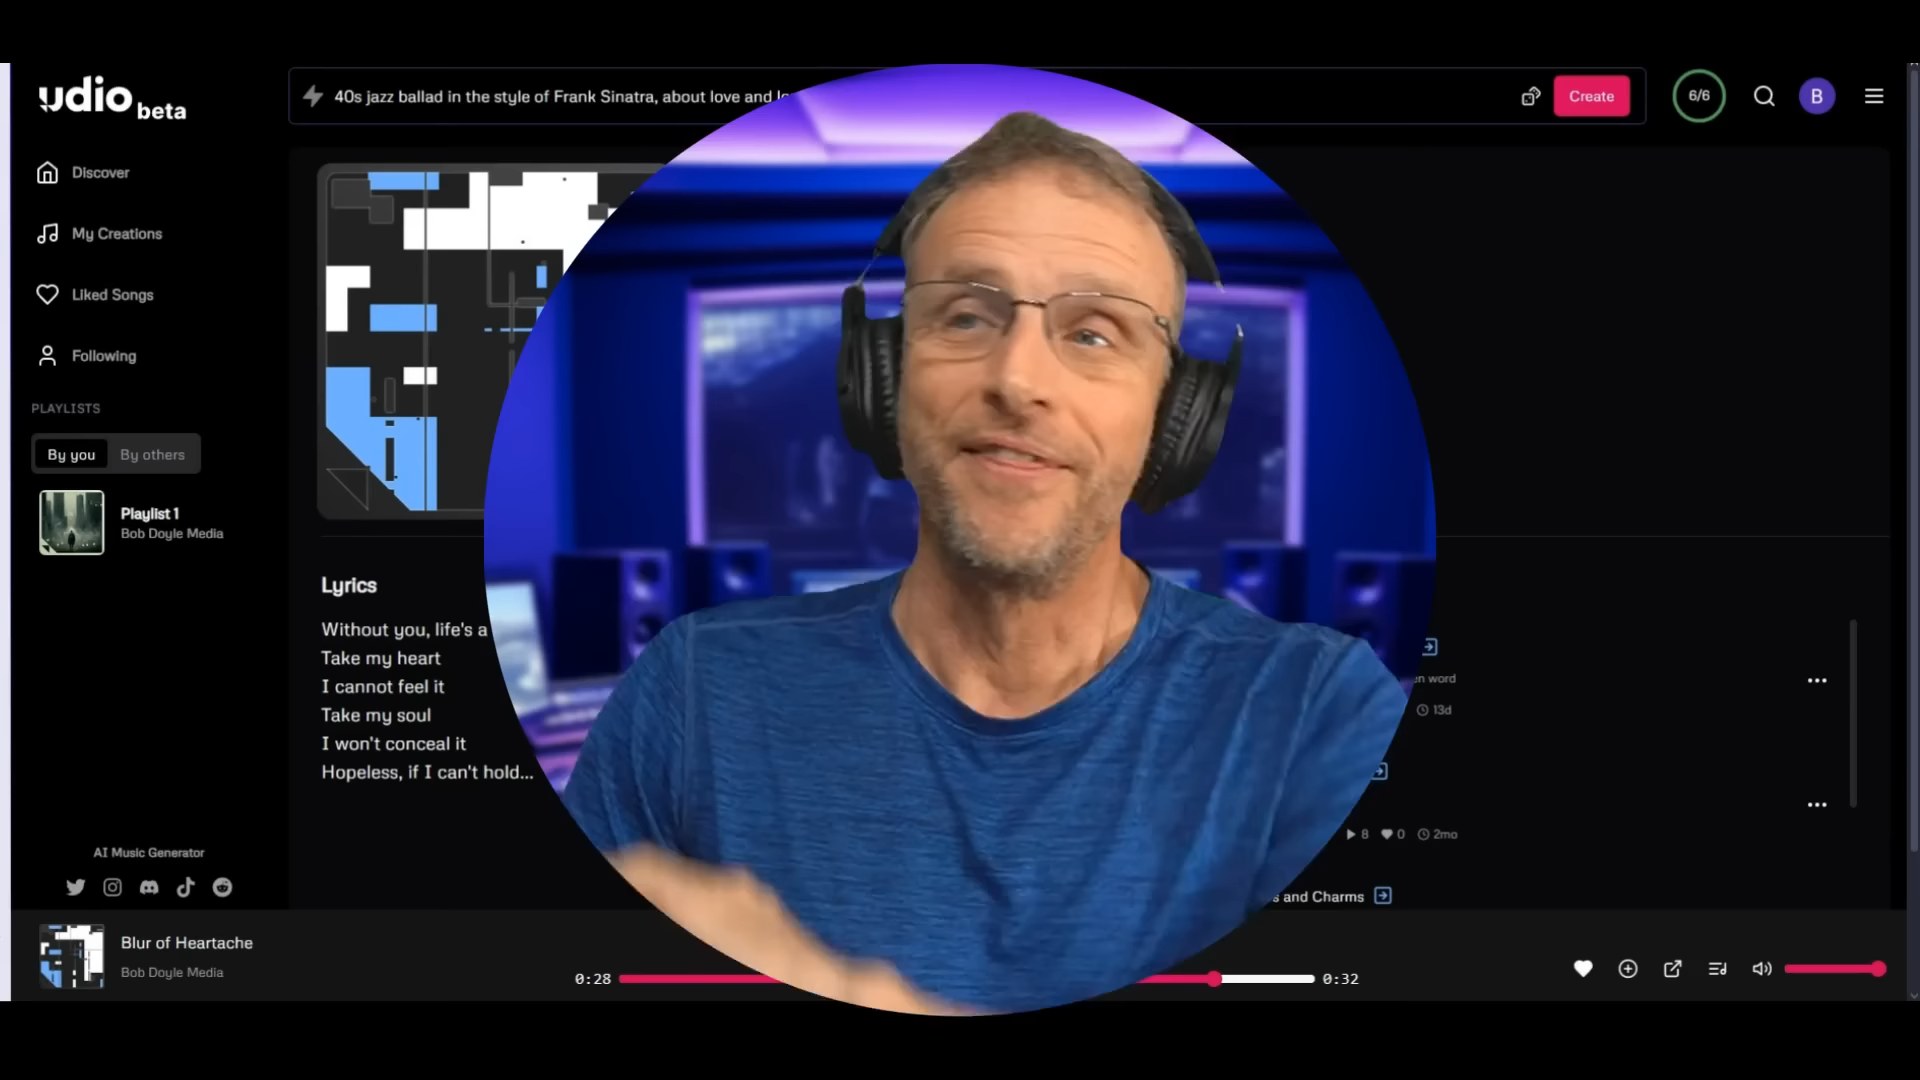 udio beta
40s jazz ballad in the style of Frank Sinatra, about love and
Create
6/6
B
Discover
My Creations
Liked Songs
Following
PLAYLISTS
By you
By others
Playlist 1
Bob Doyle Media
Lyrics
Without you, life's a
Take my heart
I cannot feel it
Take my soul
I won't conceal it
Hopeless, if I can't hold...
word
13d
8
0
2mo
and Charms
AI Music Generator
Blur of Heartache
Bob Doyle Media
0:28
0:32